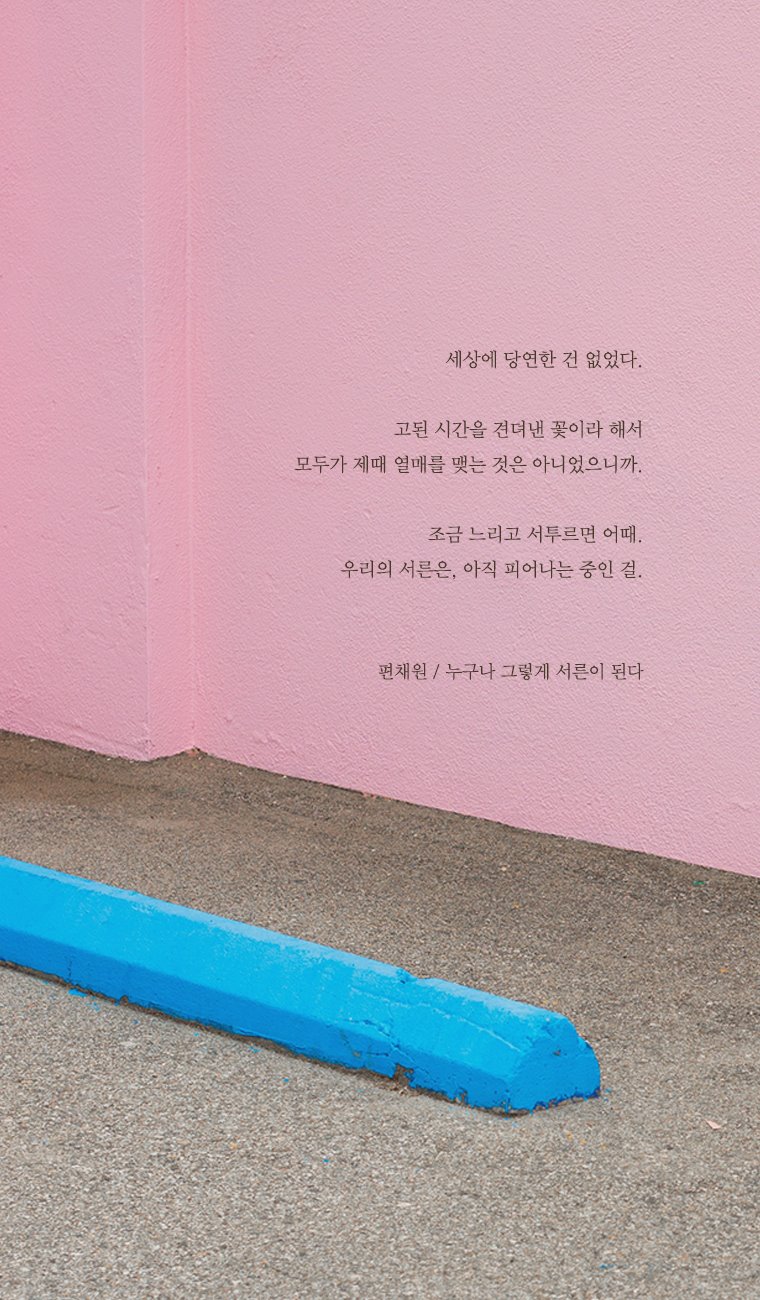 세상에 당연한 건 없었다.
고된 시간을 견뎌낸 꽃이라 해서
모두가 제때 열매를 맺는 것은 아니었으니까.
조금 느리고 서투르면 어때.
우리의 서른은, 아직 피어나는 중인 걸.
편채원 / 누구나 그렇게 서른이 된다